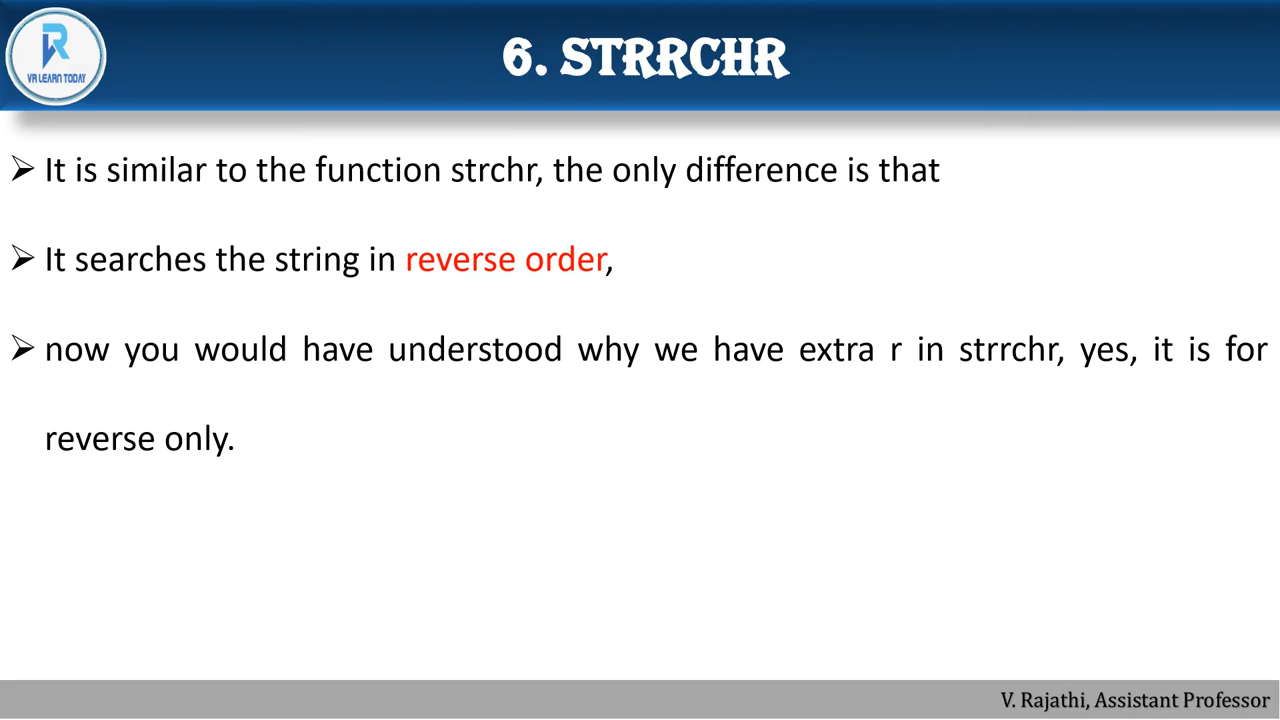 VR LEARN TODAY
6. STRRCHR
➢ It is similar to the function strchr, the only difference is that
➢ It searches the string in reverse order,
➢ now you would have understood why we have extra r in strrchr, yes, it is for
reverse only.
V. Rajathi, Assistant Professor